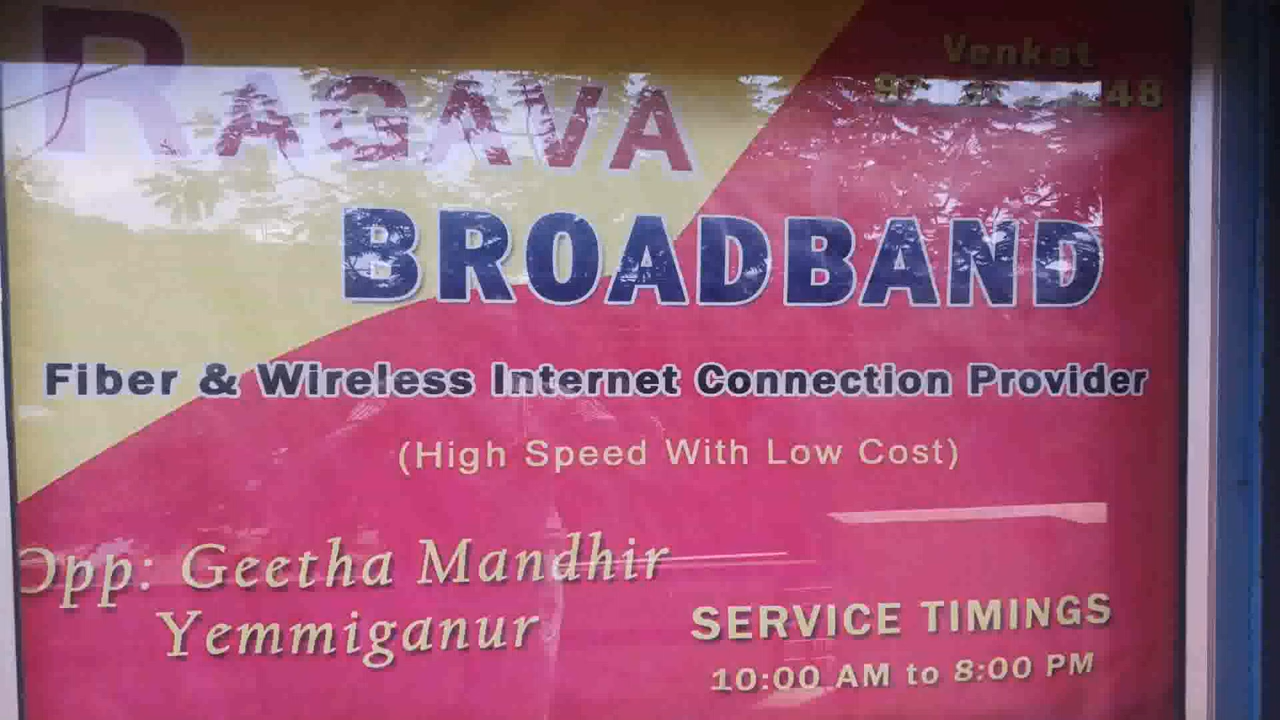 Venkat
RAGAVA
BROADBAND
Fiber & Wireless Internet Connection Provider
(High Speed With Low Cost)
Opp: Geetha Mandhir
Yemmiganur
SERVICE TIMINGS
10:00 AM to 8:00 PM